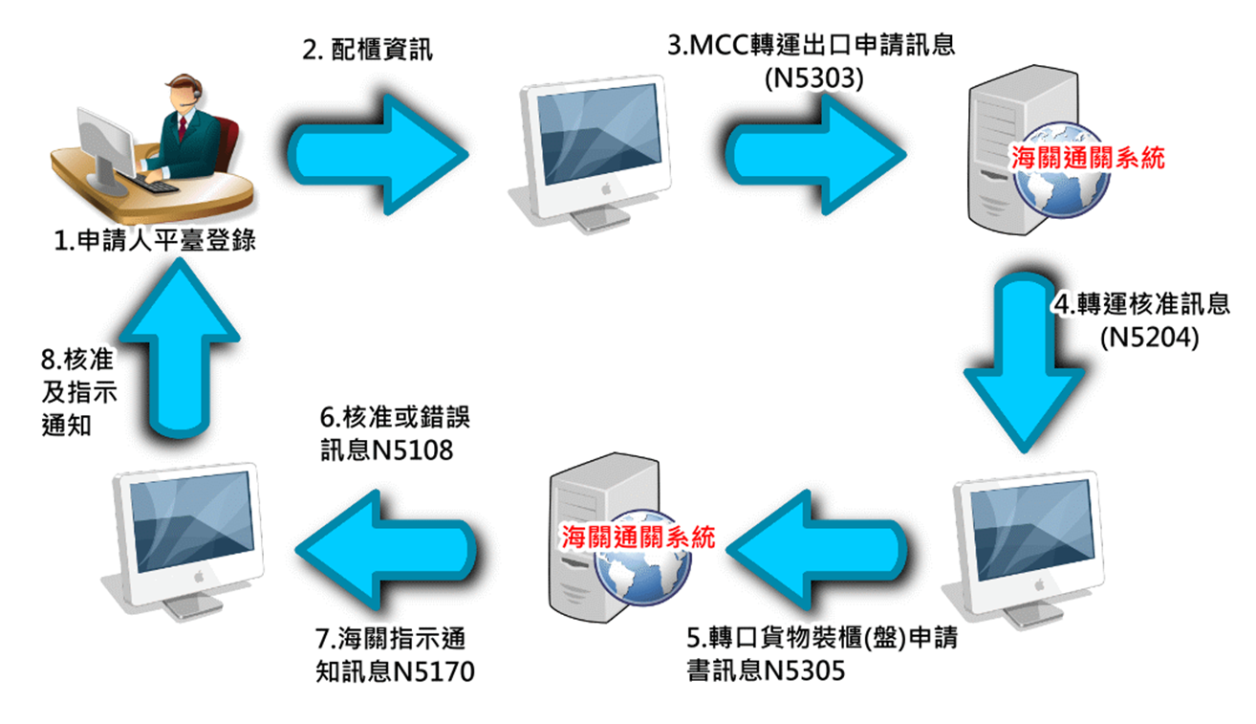 2. 配櫃資訊
3.MCC轉運出口申請訊息
(N5303)
海關通關系統
1.申請人平臺登錄
4.轉運核准訊息
(N5204)
8.核准
及指示
通知
6.核准或錯誤
訊息N5108
海關通關系統
7.海關指示通
知訊息N5170
5.轉口貨物裝櫃(盤)申請
書訊息N5305